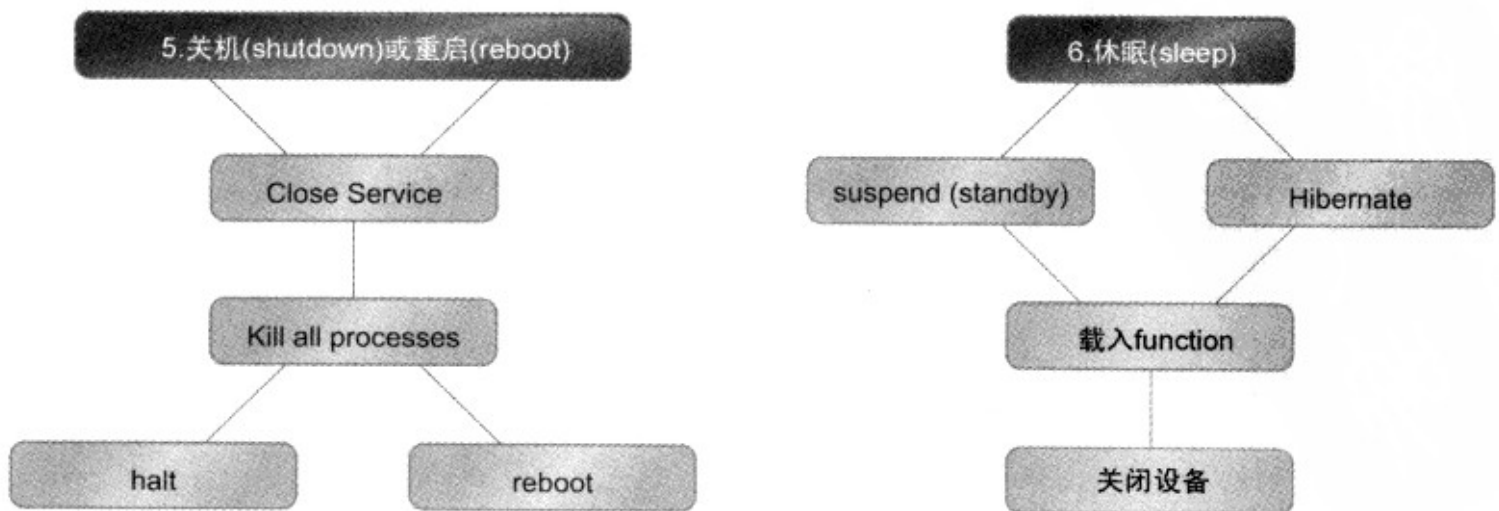 5.关机(shutdown)或重启(reboot)
Close Service
Kill all processes
halt
reboot
6.休眠(sleep)
suspend (standby)
Hibernate
载入function
关闭设备